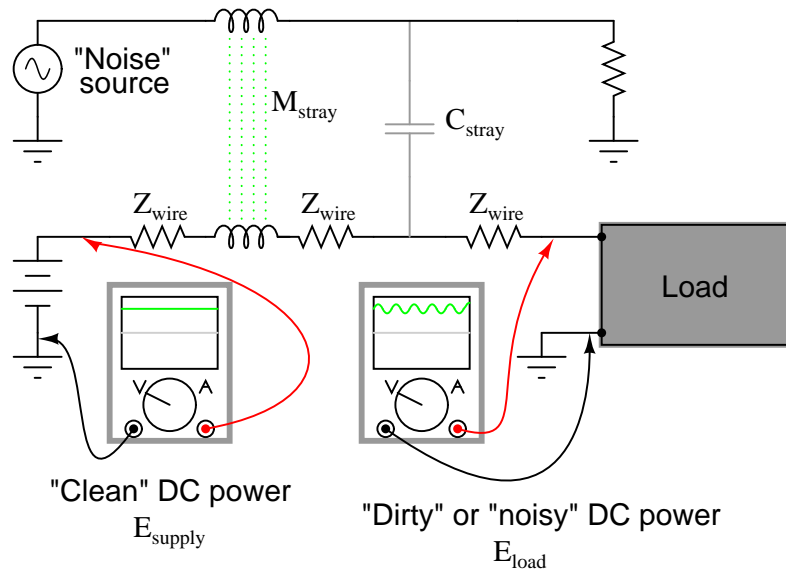 "Noise"
source
Mstray
Cstray
Zwire
Zwire
Zwire
Load
V A
V A
"Clean" DC power
Esupply
"Dirty" or "noisy" DC power
Eload